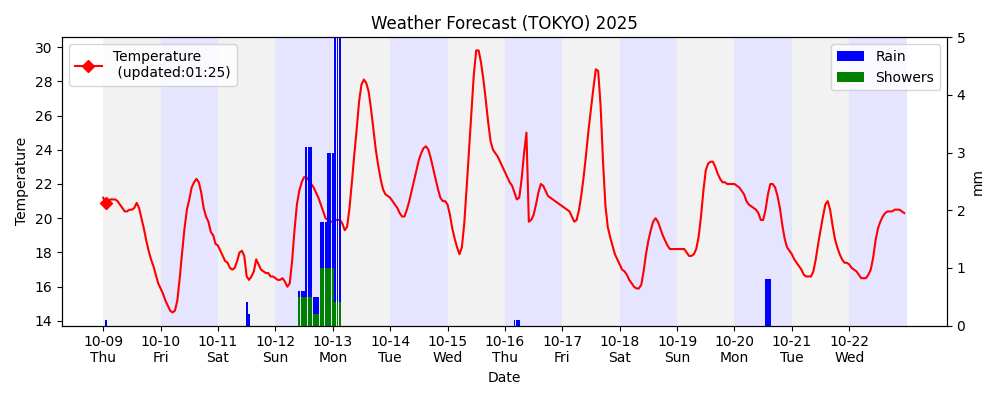 Weather Forecast (TOKYO) 2025
Temperature
(updated:01:25)
Rain
Showers
30
28
26
24
22
20
18
16
14
Temperature
5
4
3
2
1
0
mm
10-09 10-10 10-11 10-12 10-13 10-14 10-15 10-16 10-17 10-18 10-19 10-20 10-21 10-22
Thu Fri Sat Sun Mon Tue Wed Thu Fri Sat Sun Mon Tue Wed
Date